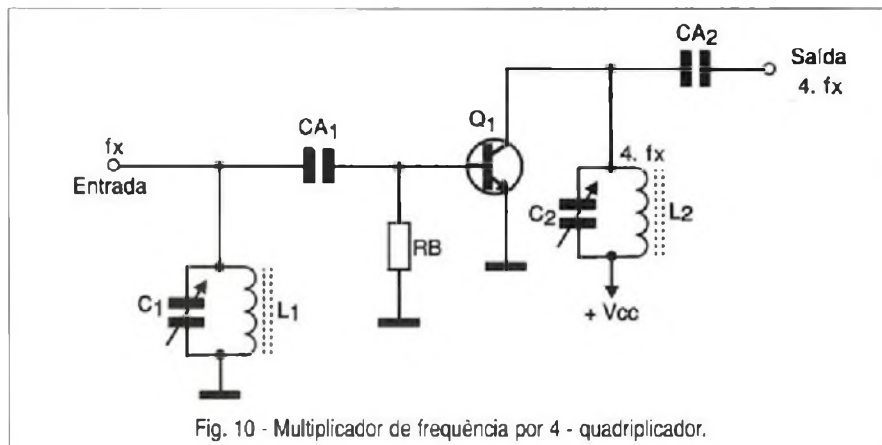 CA2
Saída
4. fx
Q1
CA1
fx
Entrada
4. fx
C2
L2
RB
+ Vcc
C1
L1
Fig. 10 - Multiplicador de frequência por 4 - quadriplicador.